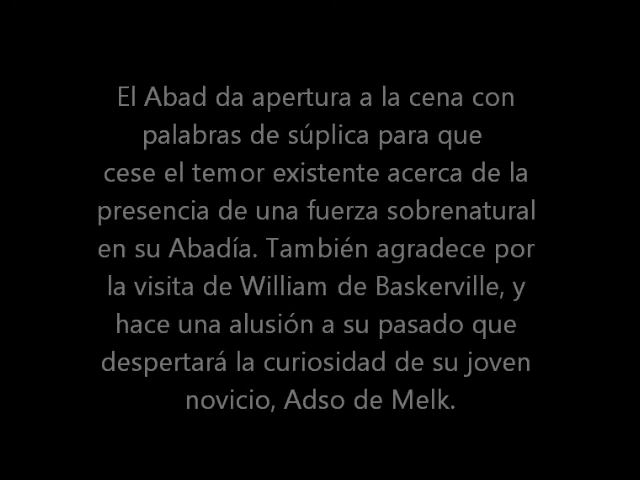 El Abad da apertura a la cena con
palabras de súplica para que
cese el temor existente acerca de la
presencia de una fuerza sobrenatural
en su Abadía. También agradece por
la visita de William de Baskerville, y
hace una alusión a su pasado que
despertará la curiosidad de su joven
novicio, Adso de Melk.